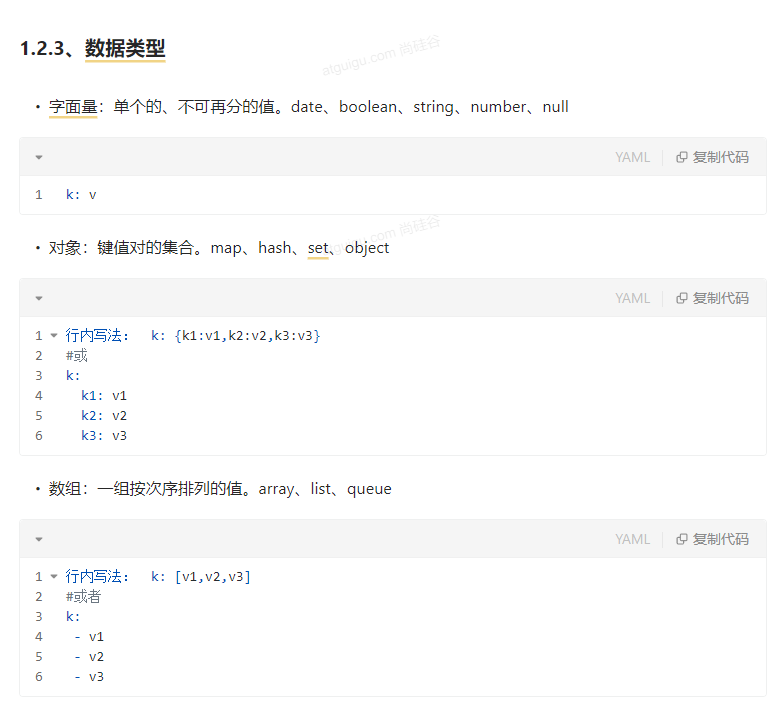 1.2.3、数据类型
atguigu.com 尚硅谷
• 字面量：单个的、不可再分的值。date、boolean、string、number、null
YAML 复制代码
1 k: v
atguigu.com 尚硅谷
• 对象：键值对的集合。map、hash、set、object
YAML 复制代码
1 行内写法： k: {k1:v1,k2:v2,k3:v3}
2 #或
3 k:
4 k1: v1
5 k2: v2
6 k3: v3
• 数组：一组按次序排列的值。array、list、queue
YAML 复制代码
1 行内写法： k: [v1,v2,v3]
2 #或者
3 k:
4 - v1
5 - v2
6 - v3